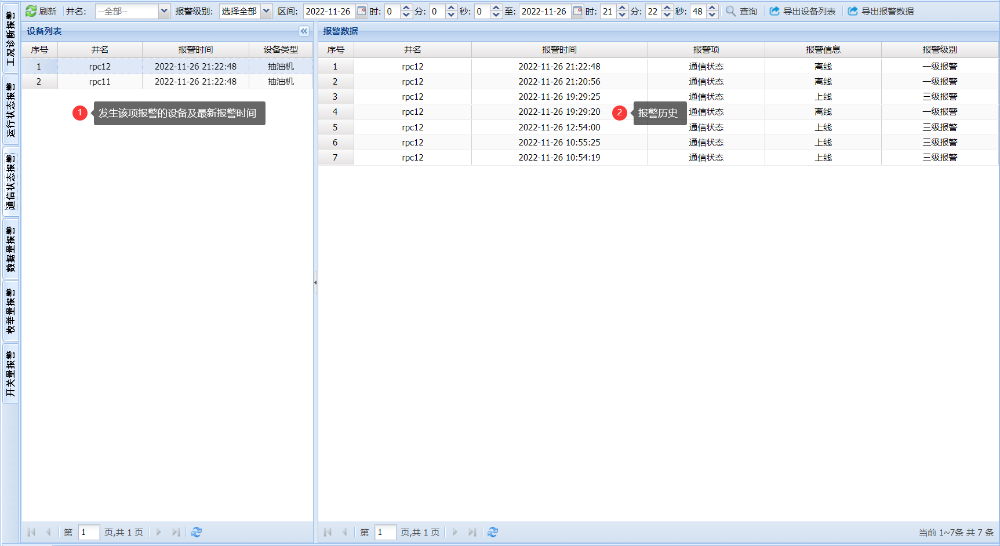 刷新 井名: --全部-- 报警级别: 选择全部 区间: 2022-11-26 时: 0 分: 0 秒: 0 至: 2022-11-26 时: 21 分: 22 秒: 48 查询 导出设备列表 导出报警数据
工况诊断报警
运行状态报警
通信状态报警
数据量报警
枚举量报警
开关量报警
设备列表
序号 井名 报警时间 设备类型
1 rpc12 2022-11-26 21:22:48 抽油机
2 rpc11 2022-11-26 21:22:48 抽油机
1 发生该项报警的设备及最新报警时间
第 1 页,共 1 页
报警数据
序号 井名 报警时间 报警项 报警信息 报警级别
1 rpc12 2022-11-26 21:22:48 通信状态 离线 一级报警
2 rpc12 2022-11-26 21:20:56 通信状态 离线 一级报警
3 rpc12 2022-11-26 19:29:25 通信状态 上线 三级报警
4 rpc12 2022-11-26 19:29:20 通信状态 离线 一级报警
2 报警历史
5 rpc12 2022-11-26 12:54:00 通信状态 上线 三级报警
6 rpc12 2022-11-26 10:55:25 通信状态 上线 三级报警
7 rpc12 2022-11-26 10:54:19 通信状态 上线 三级报警
第 1 页,共 1 页
当前 1~7条 共 7 条